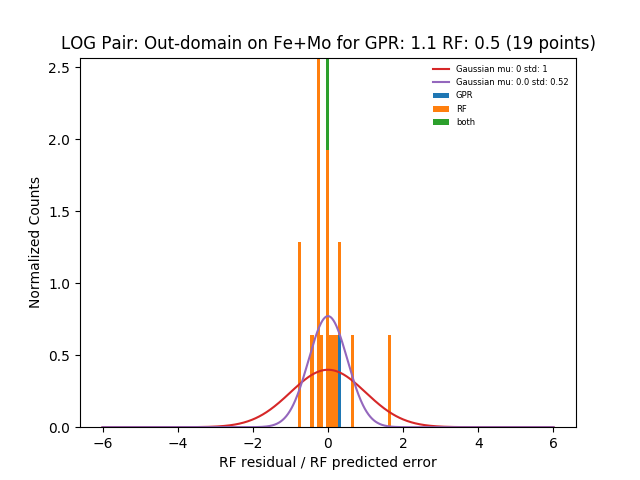 LOG Pair: Out-domain on Fe+Mo for GPR: 1.1 RF: 0.5 (19 points)
Gaussian mu: 0 std: 1
Gaussian mu: 0.0 std: 0.52
GPR
RF
both
Normalized Counts
2.5
2.0
1.5
1.0
0.5
0.0
−6 −4 −2 0 2 4 6
RF residual / RF predicted error